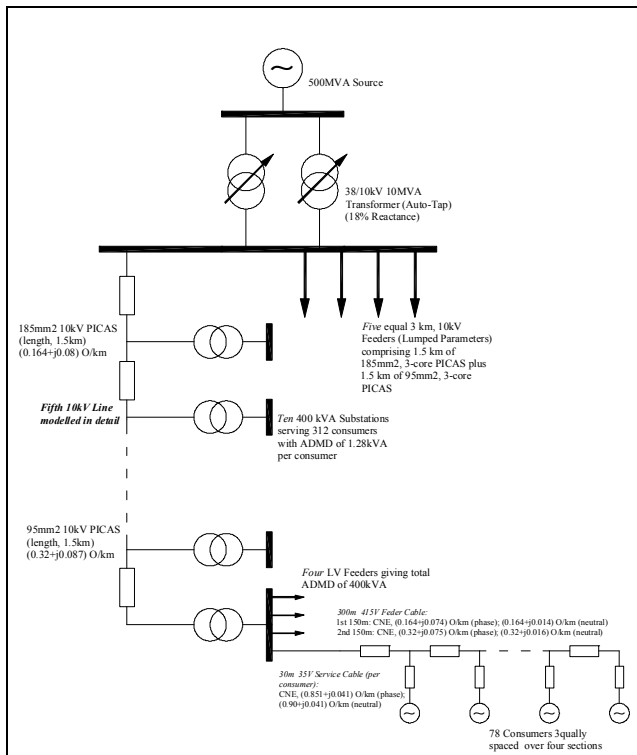 500MVA Source
38/10kV 10MVA
Transformer (Auto-Tap)
(18% Reactance)
185mm2 10kV PICAS
(length, 1.5km)
(0.164+j0.08) O/km
Five equal 3 km, 10kV
Feeders (Lumped Parameters)
comprising 1.5 km of
185mm2, 3-core PICAS plus
1.5 km of 95mm2, 3-core
PICAS
Fifth 10kV Line
modelled in detail
Ten 400 kVA Substations
serving 312 consumers
with ADMD of 1.28kVA
per consumer
95mm2 10kV PICAS
(length, 1.5km)
(0.32+j0.087) O/km
Four LV Feeders giving total
ADMD of 400kVA
300m 415V Feder Cable:
1st 150m: CNE, (0.164+j0.074) O/km (phase); (0.164+j0.014) O/km (neutral)
2nd 150m: CNE, (0.32+j0.075) O/km (phase); (0.32+j0.016) O/km (neutral)
30m 35V Service Cable (per
consumer):
CNE, (0.851+j0.041) O/km (phase);
(0.90+j0.041) O/km (neutral)
78 Consumers 3qually
spaced over four sections